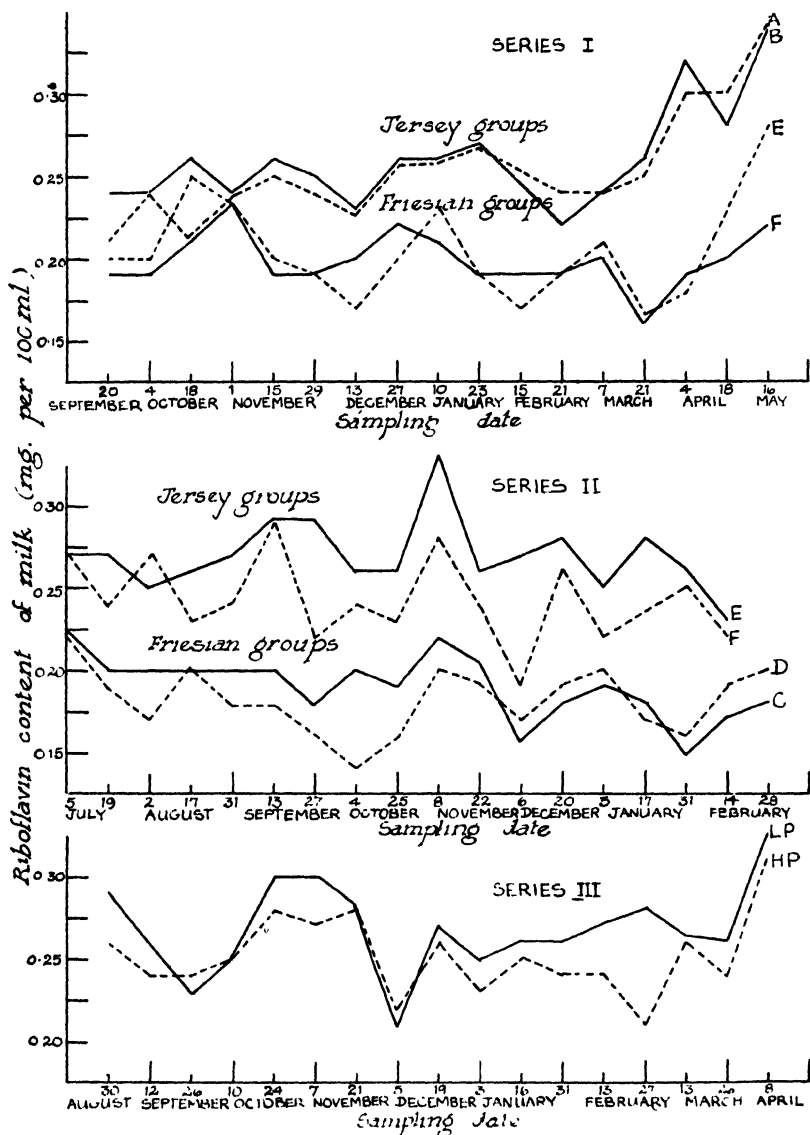 SERIES I
A
B
0.30
Jersey groups
E
0.25
Friesian groups
F
0.20
0.15
20 4 18 1 15 29 13 27 10 23 15 21 7 21 4 18 16
SEPTEMBER OCTOBER NOVEMBER DECEMBER JANUARY FEBRUARY MARCH APRIL MAY
Sampling date
Riboflavin content of milk (mg. per 100ml)
Jersey groups
SERIES II
0.30
0.25
E
F
Friesian groups
D
0.20
C
0.15
5 19 2 17 31 13 27 4 25 8 22 6 20 3 17 31 14 28
JULY AUGUST SEPTEMBER OCTOBER NOVEMBER DECEMBER JANUARY FEBRUARY
Sampling date
LP
HP
0.30
SERIES III
0.25
0.20
30 12 26 10 24 7 21 5 19 3 16 31 13 27 13 26 8
AUGUST SEPTEMBER OCTOBER NOVEMBER DECEMBER JANUARY FEBRUARY MARCH APRIL
Sampling date